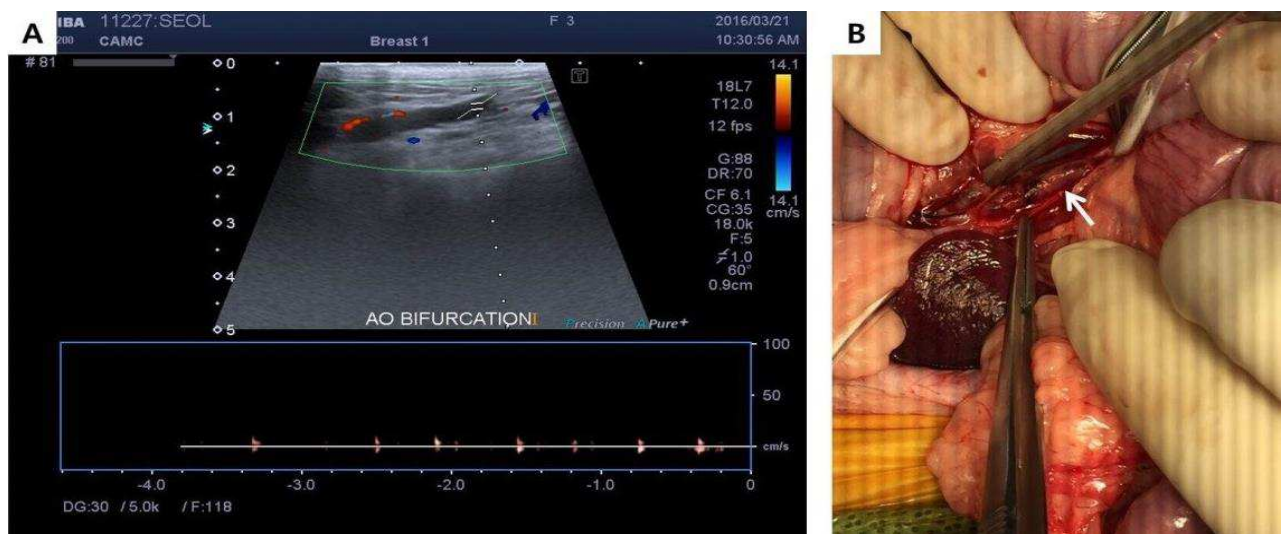 A
IBA 11227:SEOL F 3 2016/03/21
200 CAMC Breast 1 10:30:56 AM
# 81
0
1
2
3
4
5
T
14.1
14.1
cm/s
18L7
T12.0
12 fps
G:88
DR:70
CF 6.1
CG:35
18.0k
F:5
1.0
60°
0.9cm
AO BIFURCATION
Precision APure+
100
50
cm/s
-4.0 -3.0 -2.0 -1.0 0
DG:30 / 5.0k / F:118
B